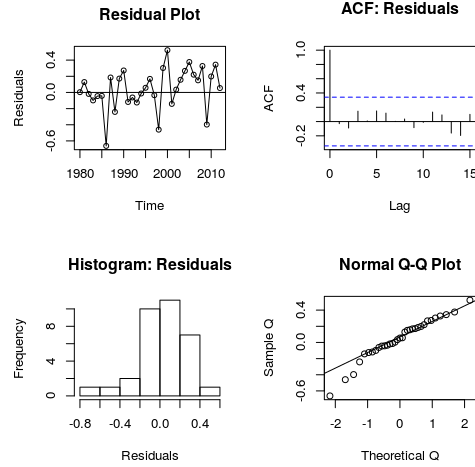 Residual Plot
ACF: Residuals
Residuals
0.4
0.0
-0.6
1980 1990 2000 2010
Time
ACF
1.0
0.4
-0.2
0 5 10 15
Lag
Histogram: Residuals
Normal Q-Q Plot
Frequency
8
4
0
-0.8 -0.4 0.0 0.4
Residuals
Sample Q
0.4
0.0
-0.6
-2 -1 0 1 2
Theoretical Q